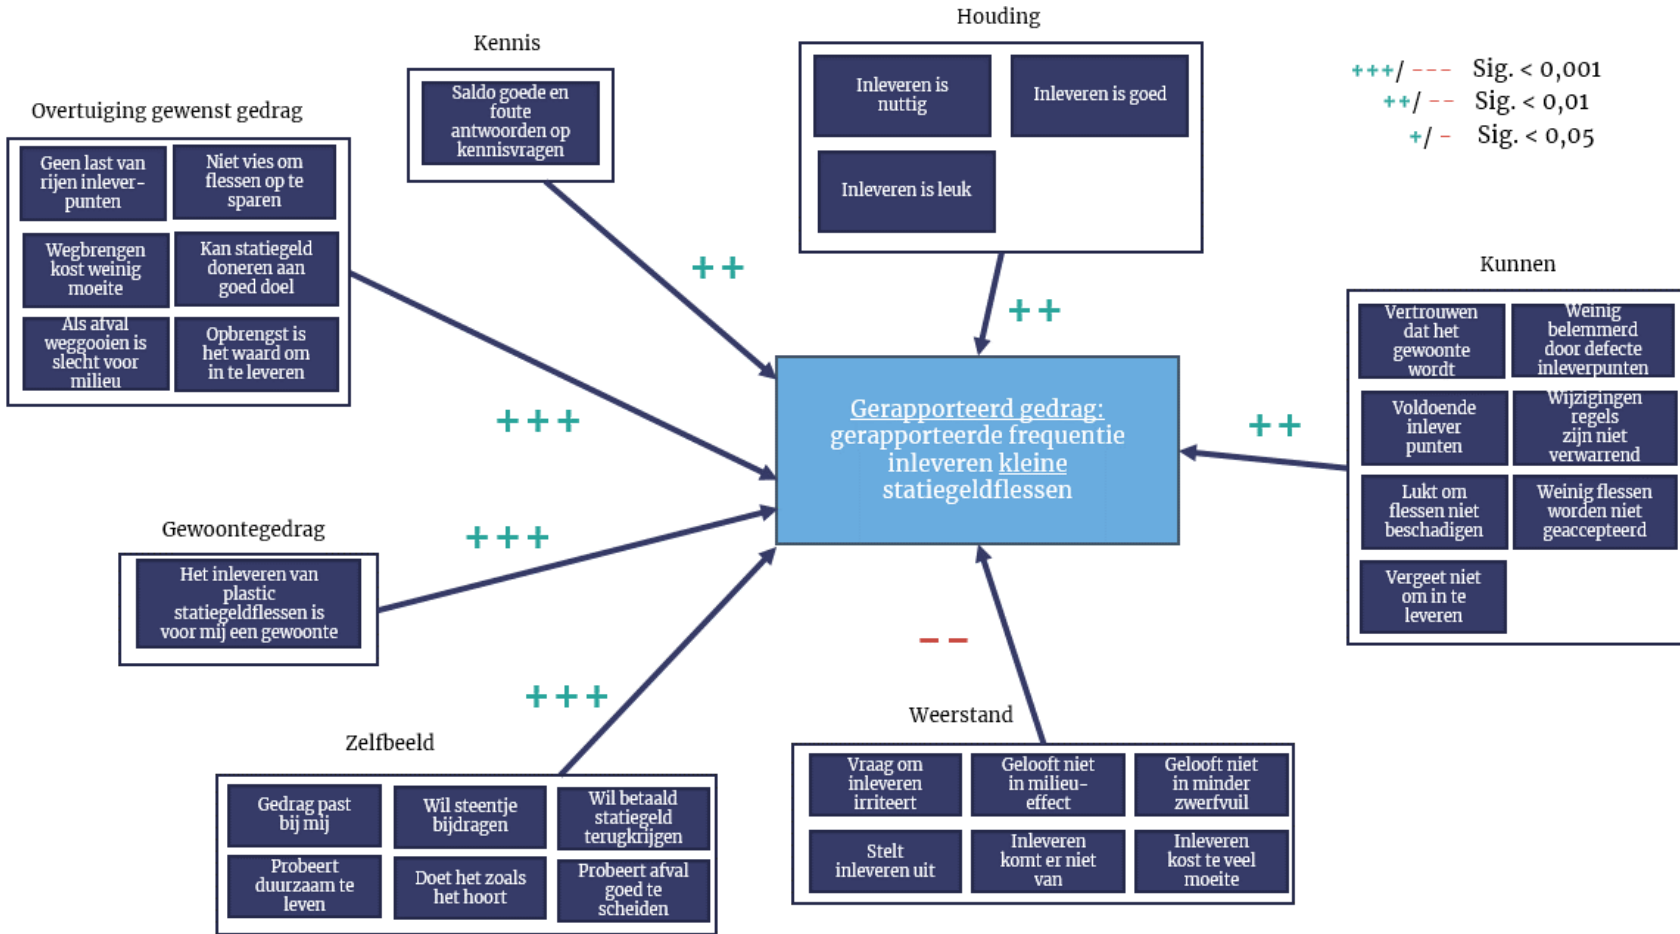 Houding
Inleveren is
nuttig
Inleveren is goed
Inleveren is leuk
+++/ --- Sig. < 0,001
++/ -- Sig. < 0,01
+/ - Sig. < 0,05
Kennis
Saldo goede en
foute
antwoorden op
kennisvragen
++
Overtuiging gewenst gedrag
Geen last van
rijen inlever-
punten
Niet vies om
flessen op te
sparen
Wegbrengen
kost weinig
moeite
Kan statiegeld
doneren aan
goed doel
Als afval
weggooien is
slecht voor
milieu
Opbrengst is
het waard om
in te leveren
+++
++
Kunnen
Vertrouwen
dat het
gewoonte
wordt
Weinig
belemmerd
door defecte
inleverpunten
Voldoende
inlever
punten
Wijzigingen
regels
zijn niet
verwarrend
Lukt om
flessen niet
beschadigen
Weinig flessen
worden niet
geaccepteerd
Vergeet niet
om in te
leveren
++
Gerapporteerd gedrag:
gerapporteerde frequentie
inleveren kleine
statiegeldflessen
Gewoontegedrag
Het inleveren van
plastic
statiegeldflessen is
voor mij een gewoonte
+++
Zelfbeeld
Gedrag past
bij mij
Wil steentje
bijdragen
Wil betaald
statiegeld
terugkrijgen
Probeert
duurzaam te
leven
Doet het zoals
het hoort
Probeert afval
goed te
scheiden
+++
Weerstand
Vraag om
inleveren
irriteert
Gelooft niet
in milieu-
effect
Gelooft niet
in minder
zwerfvuil
Stelt
inleveren uit
Inleveren
komt er niet
van
Inleveren
kost te veel
moeite
--